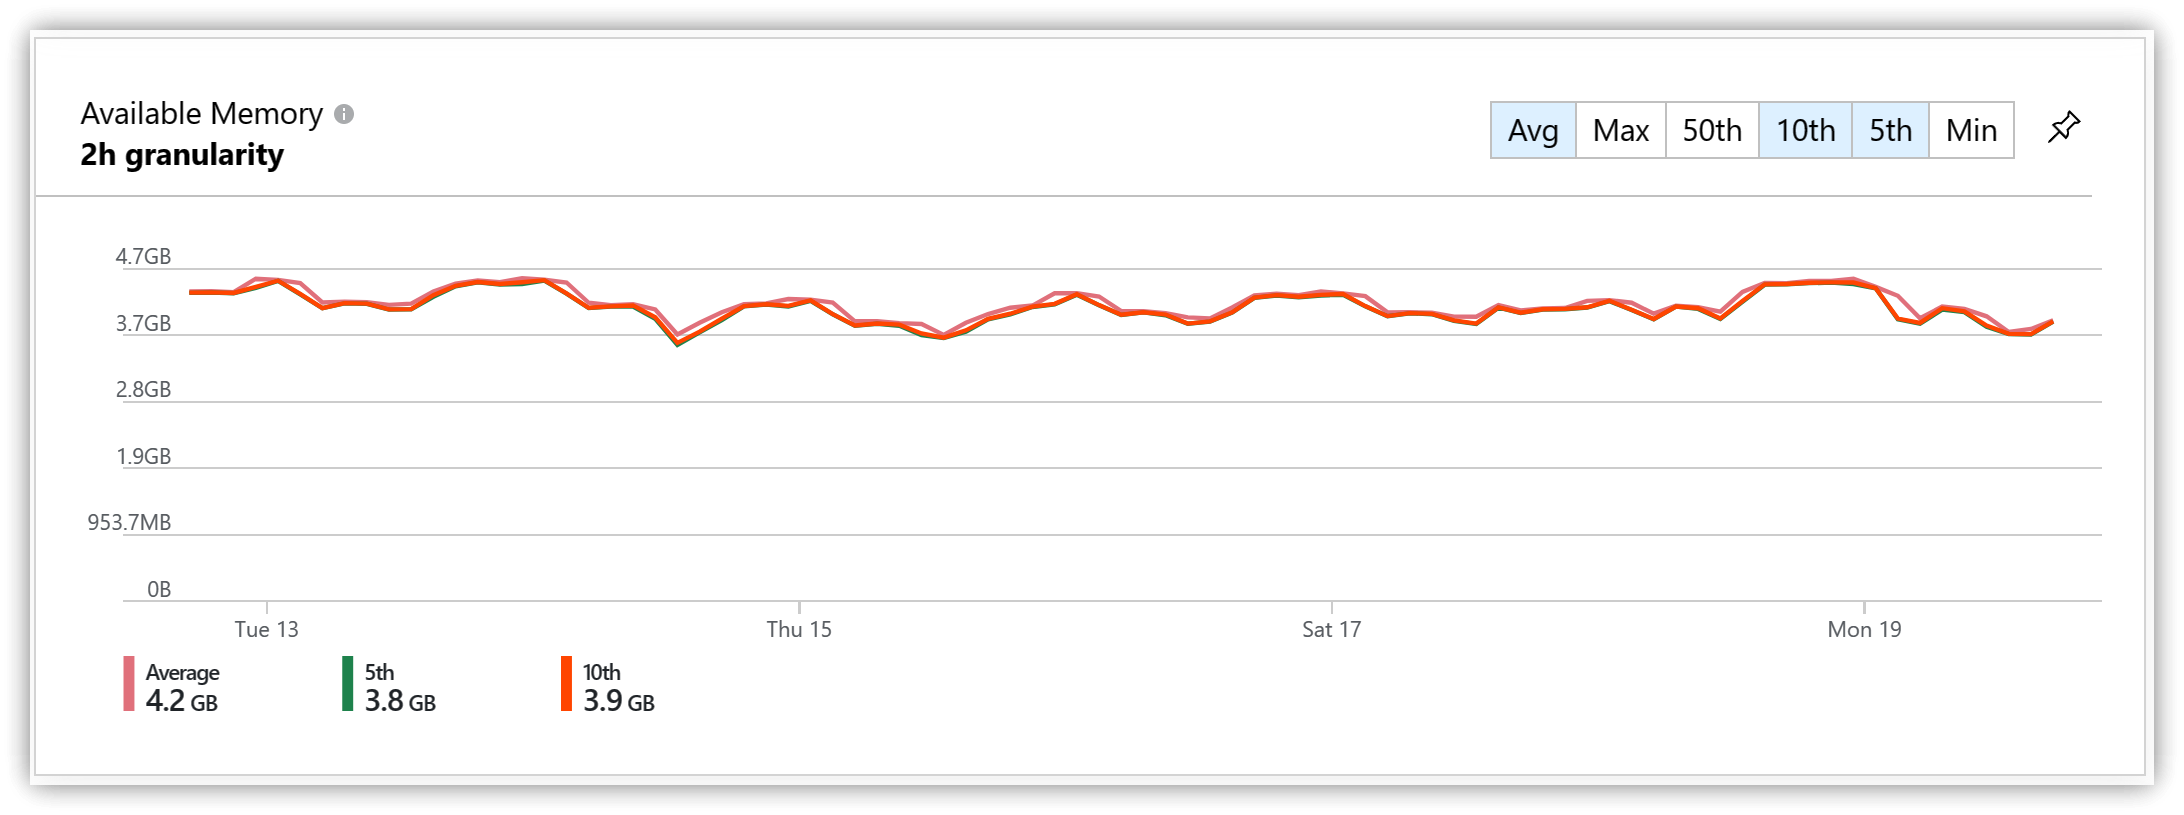 Available Memory
2h granularity
Avg Max 50th 10th 5th Min
4.7GB
3.7GB
2.8GB
1.9GB
953.7MB
0B
Tue 13 Thu 15 Sat 17 Mon 19
Average
4.2 GB
5th
3.8 GB
10th
3.9 GB